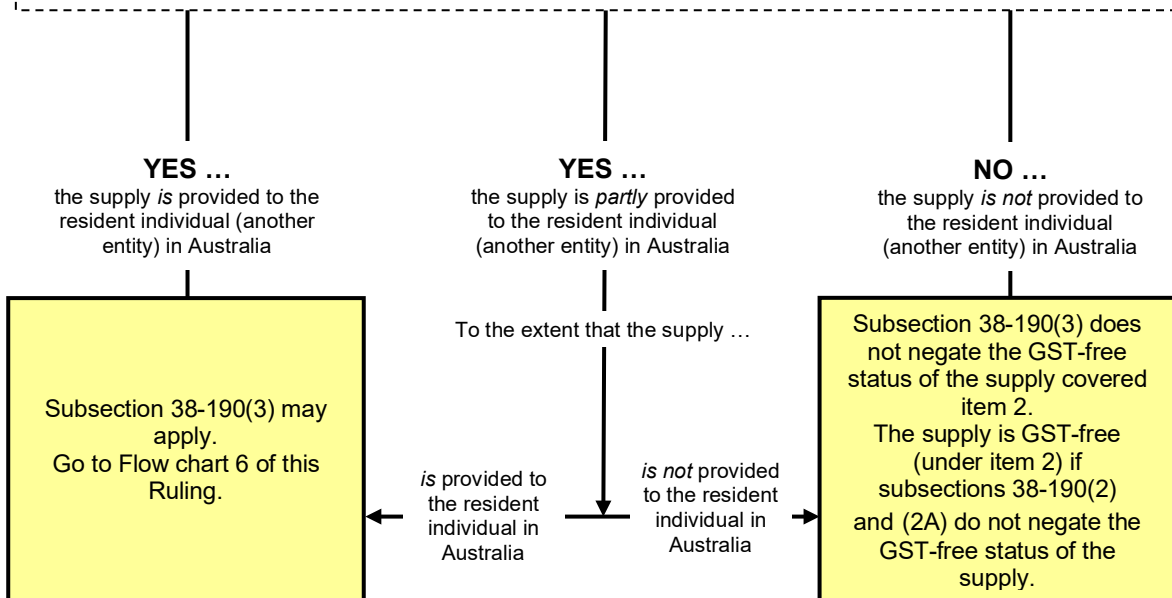 YES …
the supply is provided to the
resident individual (another
entity) in Australia
YES …
the supply is partly provided
to the resident individual
(another entity) in Australia
NO …
the supply is not provided to
the resident individual
(another entity) in Australia
To the extent that the supply …
Subsection 38-190(3) may
apply.
Go to Flow chart 6 of this
Ruling.
is provided to
the resident
individual in
Australia
is not provided
to the resident
individual in
Australia
Subsection 38-190(3) does
not negate the GST-free
status of the supply covered
item 2.
The supply is GST-free
(under item 2) if
subsections 38-190(2)
and (2A) do not negate the
GST-free status of the
supply.